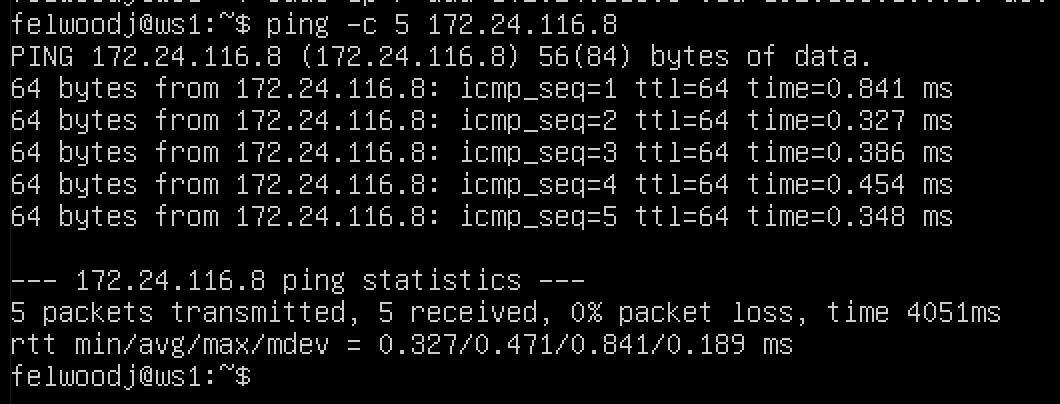 felwoodj@ws1:~$ ping -c 5 172.24.116.8
PING 172.24.116.8 (172.24.116.8) 56(84) bytes of data.
64 bytes from 172.24.116.8: icmp_seq=1 ttl=64 time=0.841 ms
64 bytes from 172.24.116.8: icmp_seq=2 ttl=64 time=0.327 ms
64 bytes from 172.24.116.8: icmp_seq=3 ttl=64 time=0.386 ms
64 bytes from 172.24.116.8: icmp_seq=4 ttl=64 time=0.454 ms
64 bytes from 172.24.116.8: icmp_seq=5 ttl=64 time=0.348 ms

--- 172.24.116.8 ping statistics ---
5 packets transmitted, 5 received, 0% packet loss, time 4051ms
rtt min/avg/max/mdev = 0.327/0.471/0.841/0.189 ms
felwoodj@ws1:~$